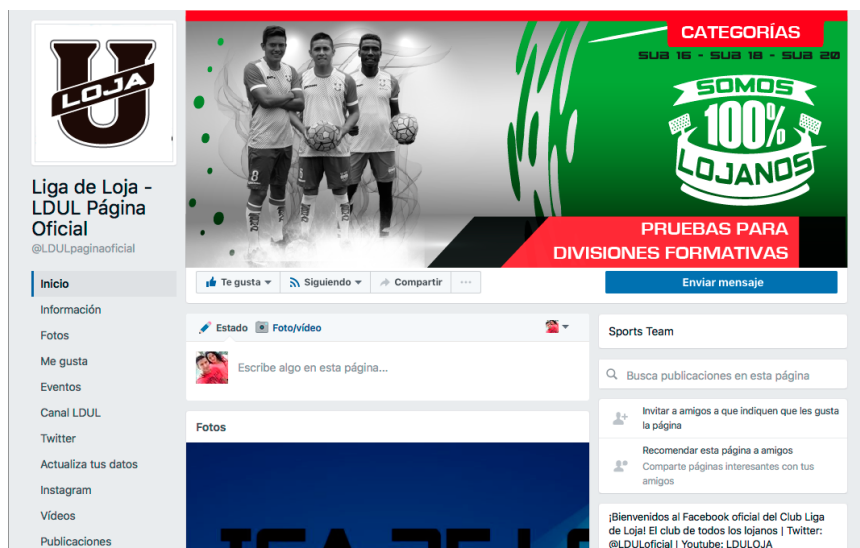 U
LOJA
CATEGORÍAS
SUB 16 - SUB 18 - SUB 20
SOMOS
100%
LOJANOS
PRUEBAS PARA
DIVISIONES FORMATIVAS
8
Liga de Loja -
LDUL Página
Oficial
@LDULpaginaoficial
Inicio
Información
Fotos
Me gusta
Eventos
Canal LDUL
Twitter
Actualiza tus datos
Instagram
Vídeos
Publicaciones
Te gusta
Siguiendo
Compartir
Enviar mensaje
Estado
Foto/vídeo
Escribe algo en esta página...
Fotos
Sports Team
Busca publicaciones en esta página
Invitar a amigos a que indiquen que les gusta
la página
Recomendar esta página a amigos
Comparte páginas interesantes con tus
amigos
¡Bienvenidos al Facebook oficial del Club Liga
de Loja! El club de todos los lojanos | Twitter:
@LDULoficial | Youtube: LDULOJA